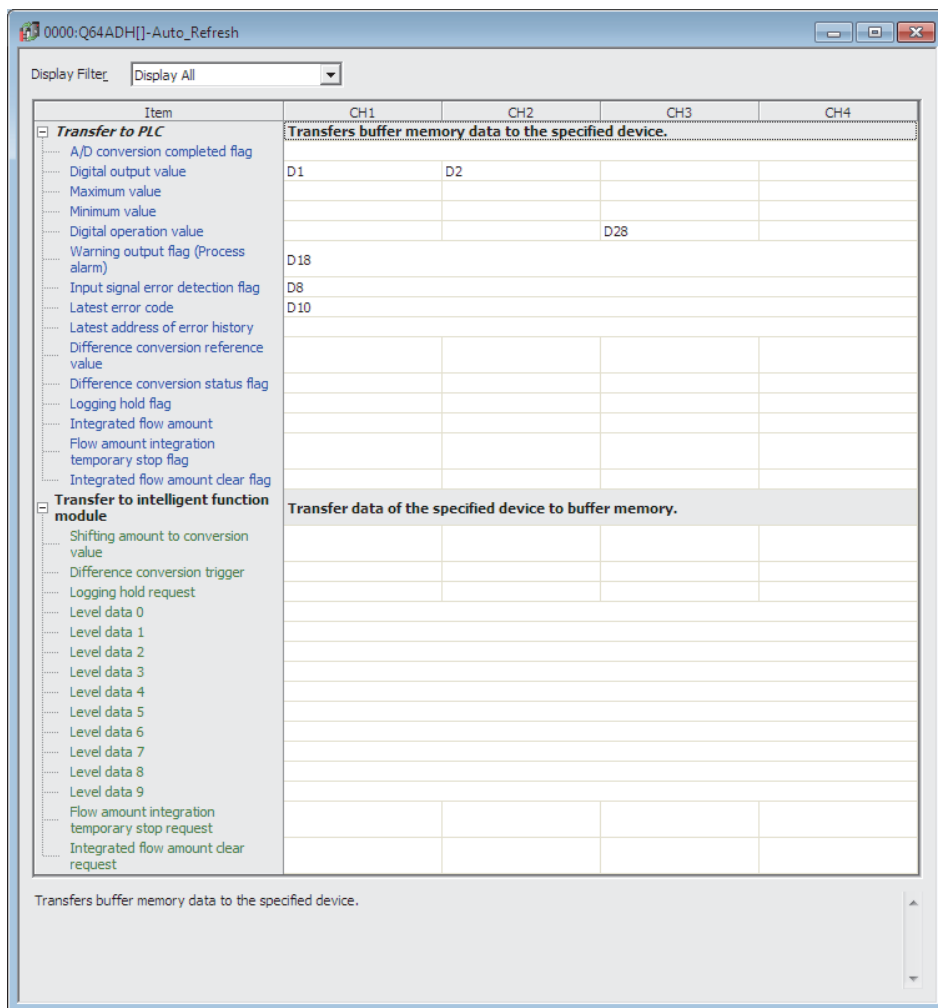 0000:Q64ADH[]-Auto_Refresh
Display Filter Display All
Item CH1 CH2 CH3 CH4
Transfer to PLC Transfers buffer memory data to the specified device.
A/D conversion completed flag
Digital output value D1 D2
Maximum value
Minimum value
Digital operation value D28
Warning output flag (Process
alarm) D18
Input signal error detection flag D8
Latest error code D10
Latest address of error history
Difference conversion reference
value
Difference conversion status flag
Logging hold flag
Integrated flow amount
Flow amount integration
temporary stop flag
Integrated flow amount clear flag
Transfer to intelligent function
module Transfer data of the specified device to buffer memory.
Shifting amount to conversion
value
Difference conversion trigger
Logging hold request
Level data 0
Level data 1
Level data 2
Level data 3
Level data 4
Level data 5
Level data 6
Level data 7
Level data 8
Level data 9
Flow amount integration
temporary stop request
Integrated flow amount clear
request
Transfers buffer memory data to the specified device.